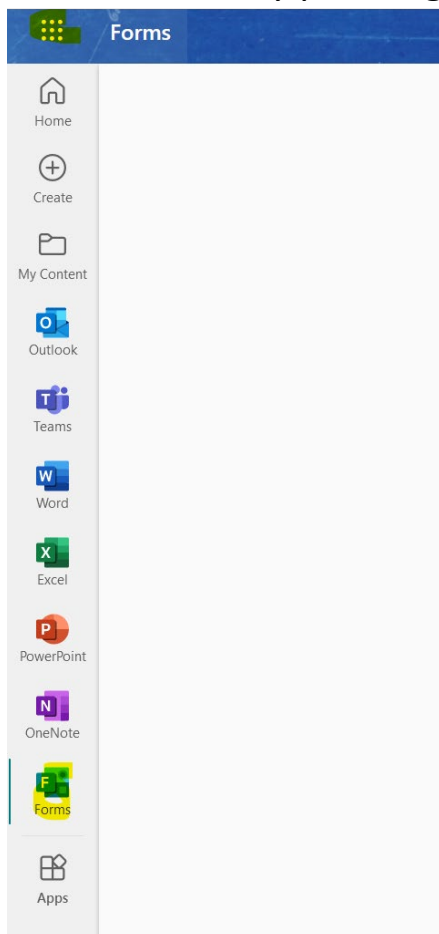 Forms
Home
Create
My Content
O
Outlook
T
Teams
W
Word
X
Excel
P
PowerPoint
N
OneNote
F
Forms
Apps